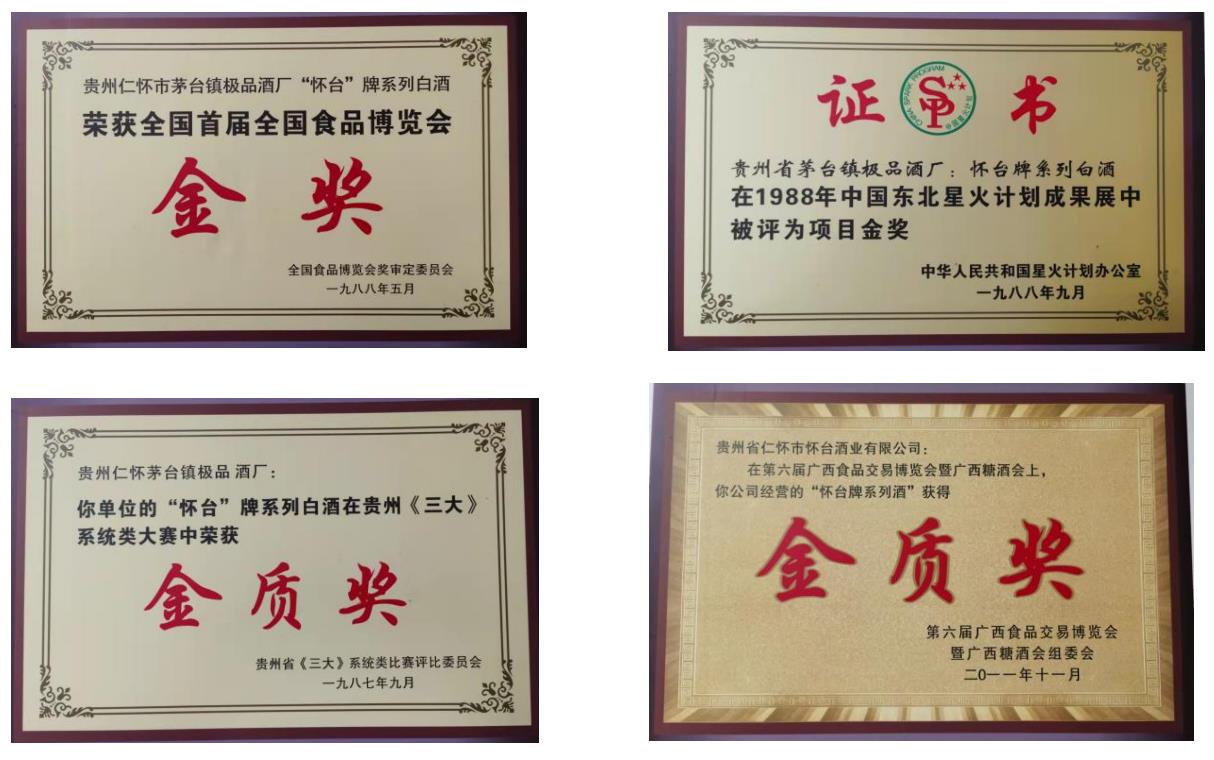 贵州仁怀市茅台镇极品酒厂“怀台”牌系列白酒
荣获全国首届全国食品博览会
金奖
全国食品博览会奖审定委员会
一九八八年五月
证书
CHINA SPARK PROGRAM
贵州省茅台镇极品酒厂：怀台牌系列白酒
在1988年中国东北星火计划成果展中
被评为项目金奖
中华人民共和国星火计划办公室
一九八八年九月
贵州仁怀茅台镇极品 酒厂：
你单位的“怀台”牌系列白酒在贵州《三大》
系统类大赛中荣获
金质奖
贵州省《三大》系统类比赛评比委员会
一九八七年九月
贵州省仁怀市怀台酒业有限公司：
在第六届广西食品交易博览会暨广西糖酒会上，
你公司经营的“怀台牌系列酒”获得
金质奖
第六届广西食品交易博览会
暨广西糖酒会组委会
二0一一年十一月